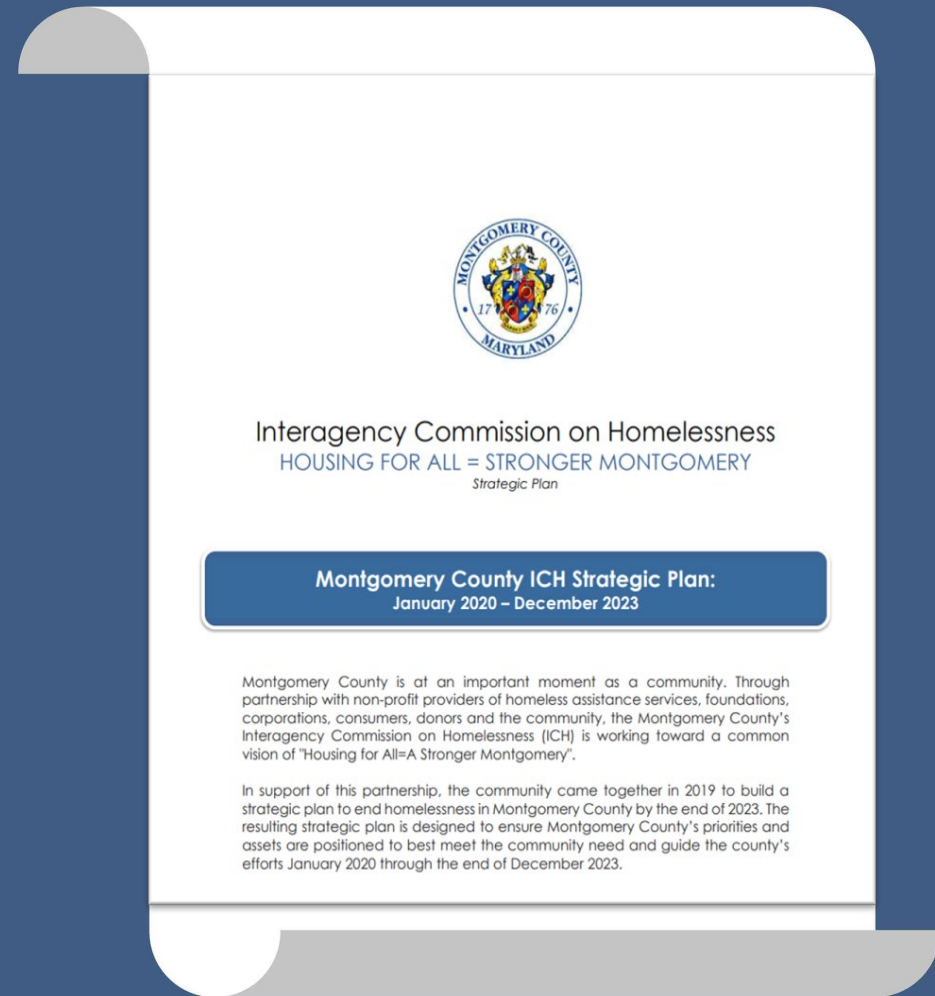 MONTGOMERY COUNTY
17 76
MARYLAND
Interagency Commission on Homelessness
HOUSING FOR ALL = STRONGER MONTGOMERY
Strategic Plan
Montgomery County ICH Strategic Plan:
January 2020 – December 2023
Montgomery County is at an important moment as a community. Through
partnership with non-profit providers of homeless assistance services, foundations,
corporations, consumers, donors and the community, the Montgomery County's
Interagency Commission on Homelessness (ICH) is working toward a common
vision of "Housing for All=A Stronger Montgomery".
In support of this partnership, the community came together in 2019 to build a
strategic plan to end homelessness in Montgomery County by the end of 2023. The
resulting strategic plan is designed to ensure Montgomery County's priorities and
assets are positioned to best meet the community need and guide the county's
efforts January 2020 through the end of December 2023.